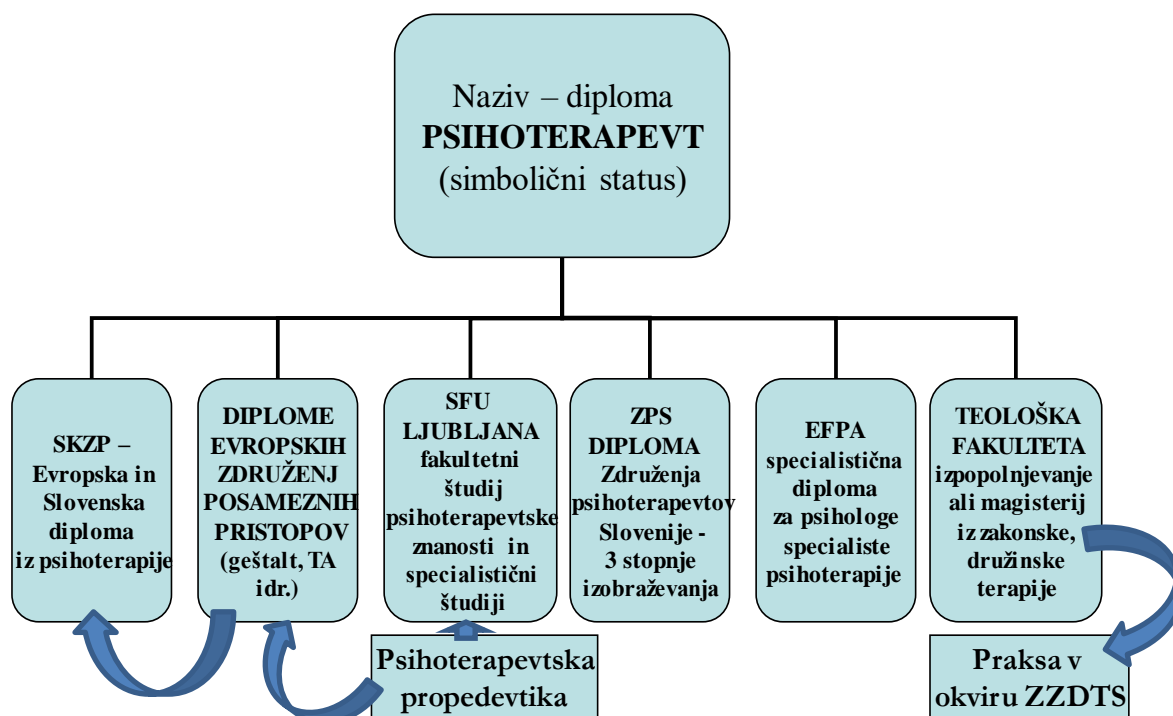 Naziv – diploma
PSIHOTERAPEVT
(simbolični status)
SKZP –
Evropska in
Slovenska
diploma
iz psihoterapije
DIPLOME
EVROPSKIH
ZDRUŽENJ
POSAMEZNIH
PRISTOPOV
(geštalt, TA
idr.)
SFU
LJUBLJANA
fakultetni
študij
psihoterapevtske
znanosti in
specialistični
študiji
ZPS
DIPLOMA
Združenja
psihoterapevtov
Slovenije -
3 stopnje
izobraževanja
EFPA
specialistična
diploma
za psihologe
specialiste
psihoterapije
TEOLOŠKA
FAKULTETA
izpopolnjevanje
ali magisterij
iz zakonske,
družinske
terapije
Psihoterapevtska
propedevtika
Praksa v
okviru ZZDTS